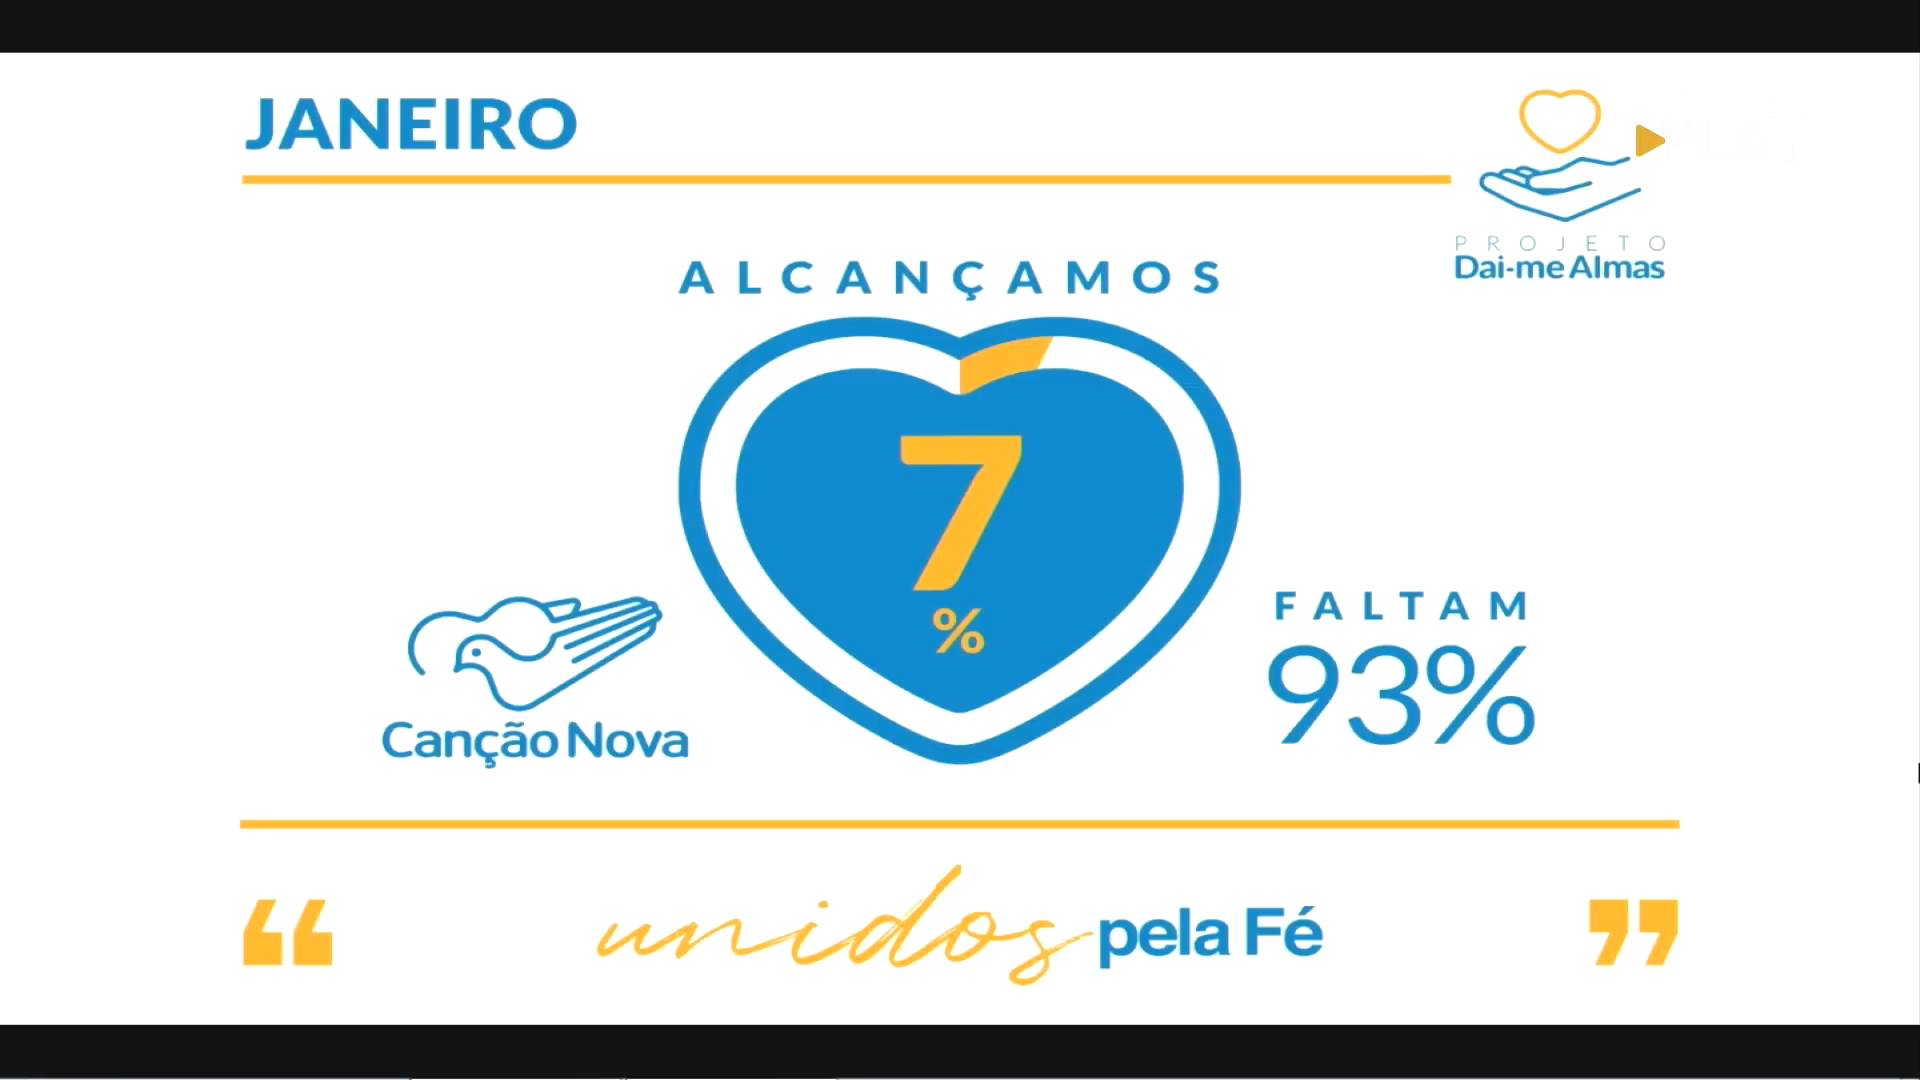 JANEIRO
PROJETO
Dai-me Almas
ALCANÇAMOS
7
%
FALTAM
93%
Canção Nova
“ unidos pela Fé ”